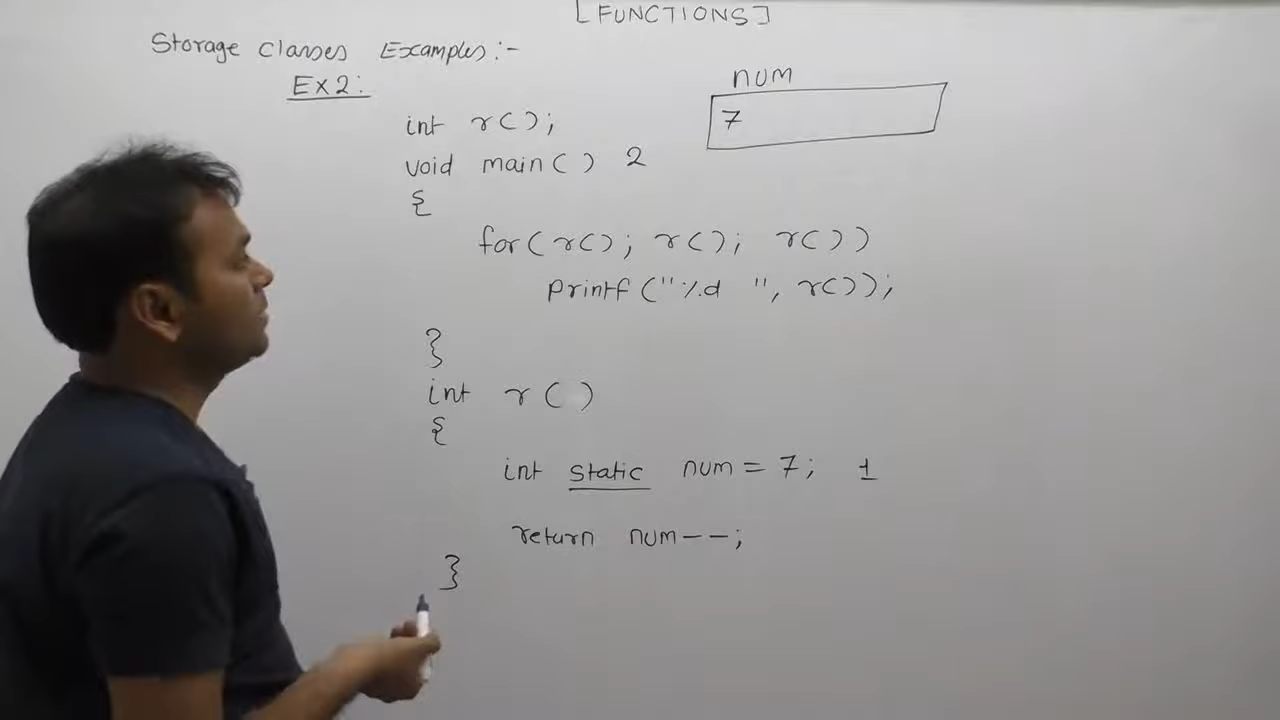 [FUNCTIONS]
Storage classes Examples:-
Ex2:
num
7
int r();
void main() 2
{
for(r(); r(); r())
printf("%d ", r());
}
int r()
{
int static num = 7; 1
return num--;
}